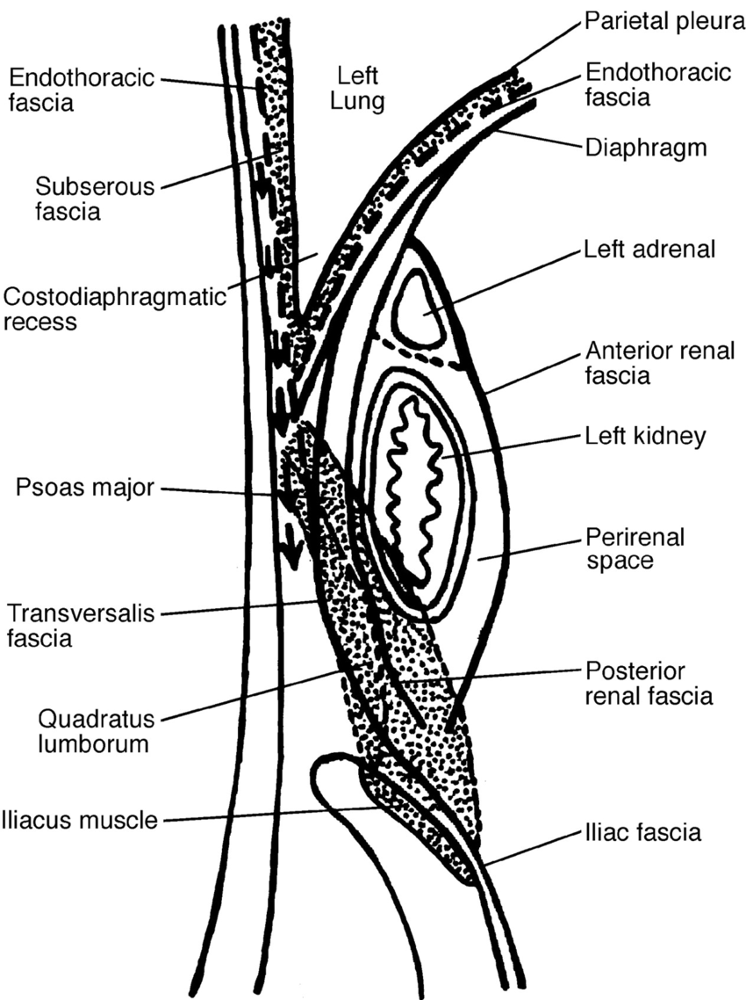 Parietal pleura
Endothoracic
fascia
Left
Lung
Endothoracic
fascia
Diaphragm
Subserous
fascia
Left adrenal
Costodiaphragmatic
recess
Anterior renal
fascia
Left kidney
Psoas major
Perirenal
space
Transversalis
fascia
Posterior
renal fascia
Quadratus
lumborum
Iliacus muscle
Iliac fascia